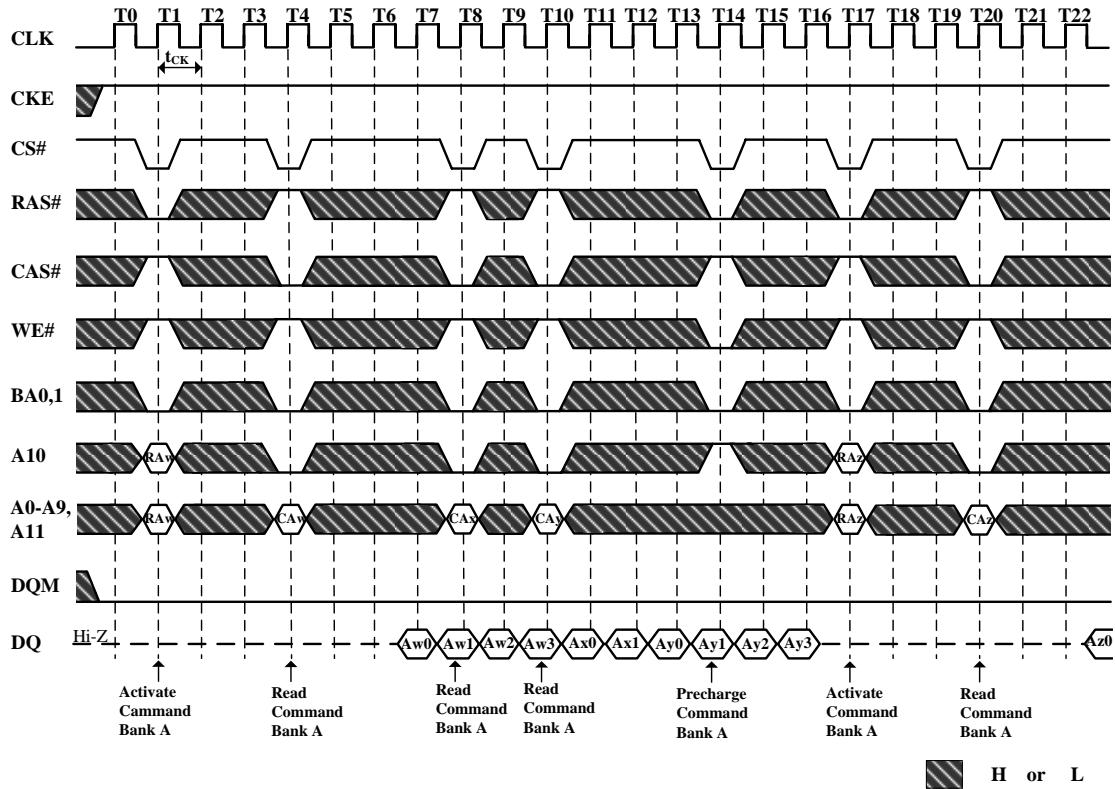 T0 T1 T2 T3 T4 T5 T6 T7 T8 T9 T10 T11 T12 T13 T14 T15 T16 T17 T18 T19 T20 T21 T22
CLK
tCK
CKE
CS#
RAS#
CAS#
WE#
BA0,1
A10
RAw RAz
A0-A9,
A11
RAw CAw CAx CAy RAz CAz
DQM
DQ
Hi-Z
Aw0 Aw1 Aw2 Aw3 Ax0 Ax1 Ay0 Ay1 Ay2 Ay3 Az0
Activate
Cammand
Bank A
Read
Command
Bank A
Read
Command
Bank A
Read
Command
Bank A
Precharge
Command
Bank A
Activate
Command
Bank A
Read
Command
Bank A
H or L